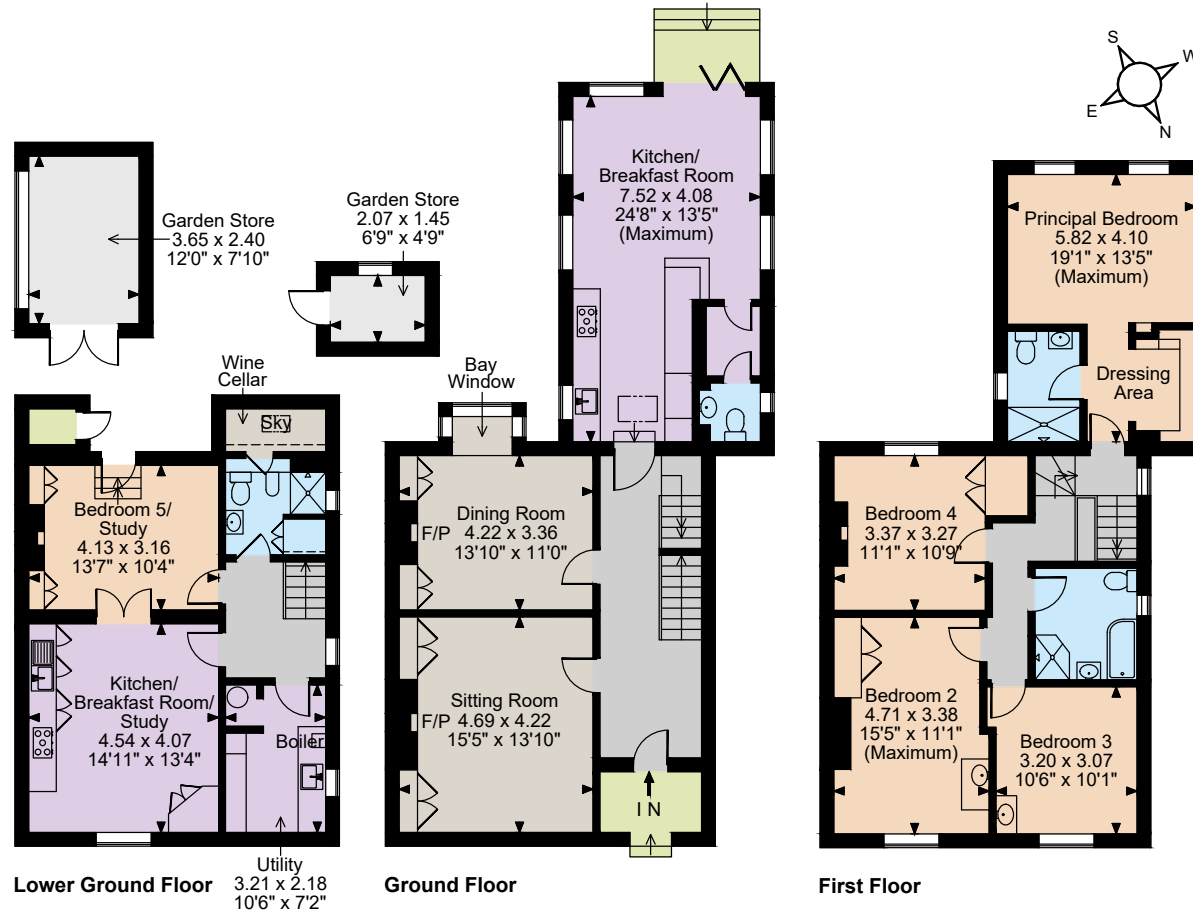 S
W
E
N
Garden Store
3.65 x 2.40
12'0" x 7'10"
Garden Store
2.07 x 1.45
6'9" x 4'9"
Wine
Cellar
Sky
Bedroom 5/
Study
4.13 x 3.16
13'7" x 10'4"
Kitchen/
Breakfast Room/
Study
4.54 x 4.07
14'11" x 13'4"
Boiler
Utility
3.21 x 2.18
10'6" x 7'2"
Lower Ground Floor
Kitchen/
Breakfast Room
7.52 x 4.08
24'8" x 13'5"
(Maximum)
Bay
Window
Dining Room
4.22 x 3.36
13'10" x 11'0"
F/P
Sitting Room
4.69 x 4.22
15'5" x 13'10"
F/P
IN
Ground Floor
Principal Bedroom
5.82 x 4.10
19'1" x 13'5"
(Maximum)
Dressing
Area
Bedroom 4
3.37 x 3.27
11'1" x 10'9"
Bedroom 2
4.71 x 3.38
15'5" x 11'1"
(Maximum)
Bedroom 3
3.20 x 3.07
10'6" x 10'1"
First Floor